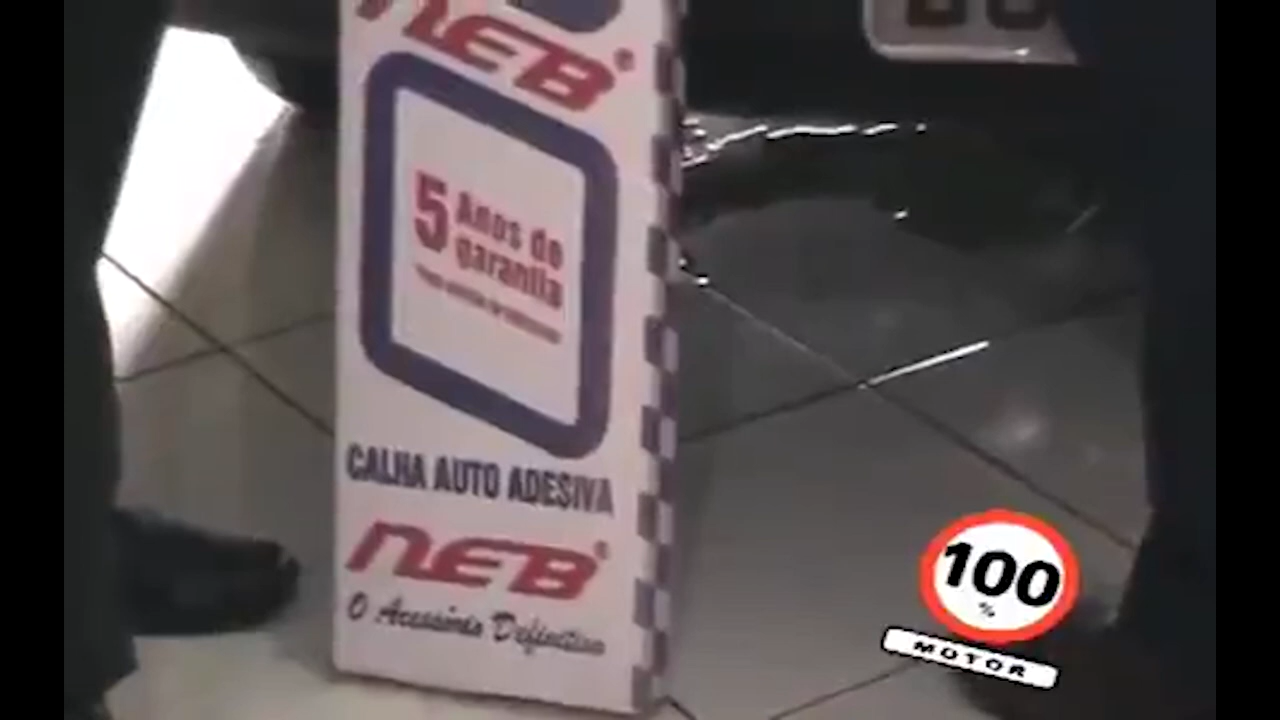 NEB®
5 Anos de
garantia
CALHA AUTO ADESIVA
NEB®
O Acessório Definitivo
100
%
MOTOR